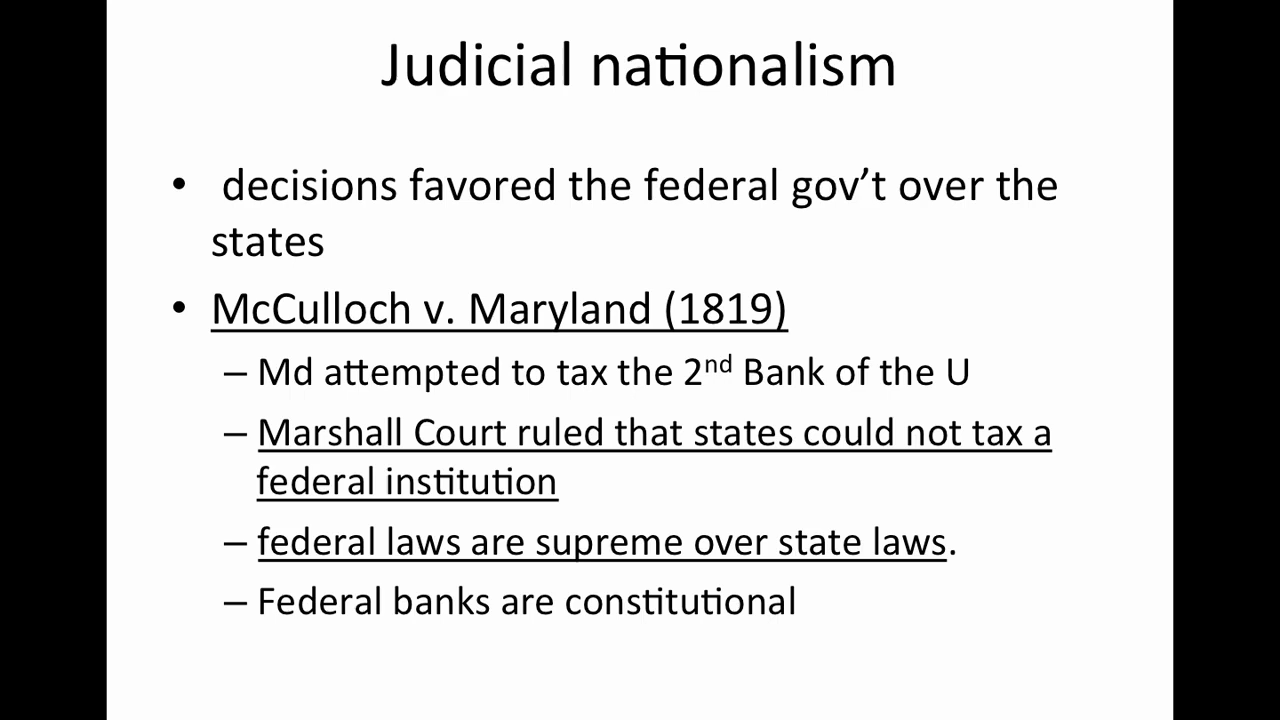 Judicial nationalism
• decisions favored the federal gov’t over the
states
• McCulloch v. Maryland (1819)
– Md attempted to tax the 2nd Bank of the U
– Marshall Court ruled that states could not tax a
federal institution
– federal laws are supreme over state laws.
– Federal banks are constitutional